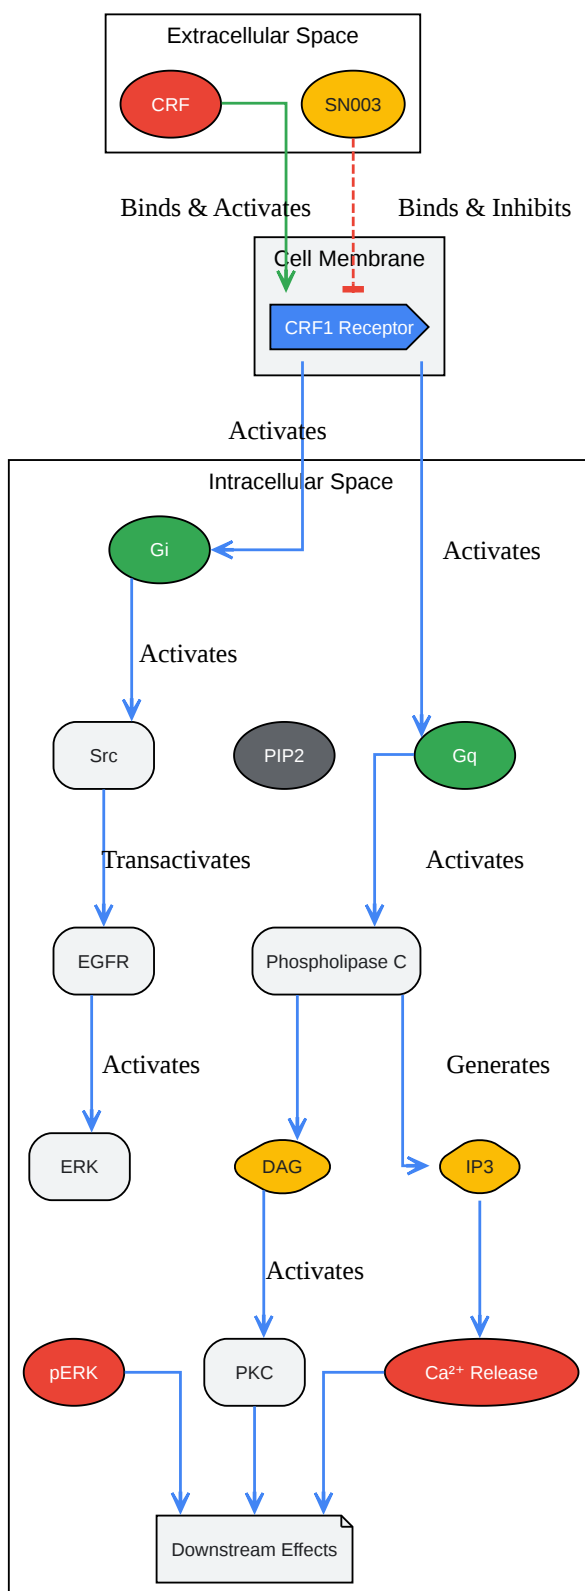 Extracellular Space
CRF
SN003
Binds & Activates
Binds & Inhibits
Cell Membrane
CRF1 Receptor
Activates
Intracellular Space
Gi
Activates
Activates
Src
PIP2
Gq
Transactivates
Activates
EGFR
Phospholipase C
Activates
Generates
ERK
DAG
IP3
Activates
pERK
PKC
Ca²⁺ Release
Downstream Effects